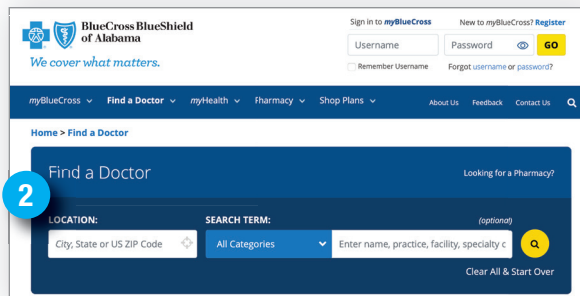 BlueCross BlueShield
of Alabama
We cover what matters.
Sign in to myBlueCross
New to myBlueCross? Register
Username
Password
GO
Remember Username
Forgot username or password?
myBlueCross
Find a Doctor
myHealth
Fharmacy
Shop Plans
About Us
Feedback
Contact Us
Home > Find a Doctor
Find a Doctor
Looking for a Pharmacy?
2
LOCATION:
SEARCH TERM:
(optional)
City, State or US ZIP Code
All Categories
Enter name, practice, facility, specialty c
Clear All & Start Over